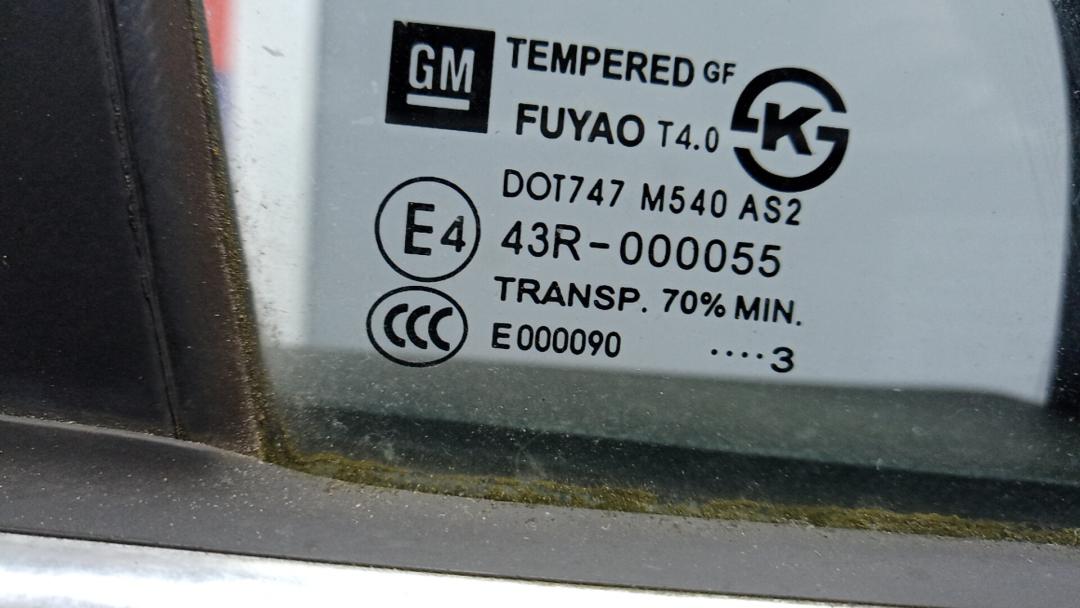 GM TEMPERED GF
FUYAO T4.0 K
DOT747 M540 AS2
E4 43R-000055
TRANSP. 70% MIN.
CCC E000090 ....3